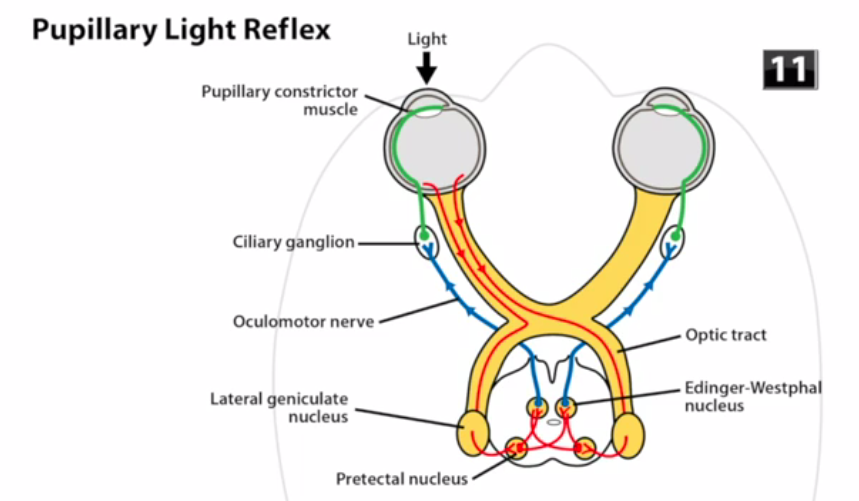 Pupillary Light Reflex
Light
11
Pupillary constrictor
muscle
Ciliary ganglion
Oculomotor nerve
Optic tract
Lateral geniculate
nucleus
Edinger-Westphal
nucleus
Pretectal nucleus